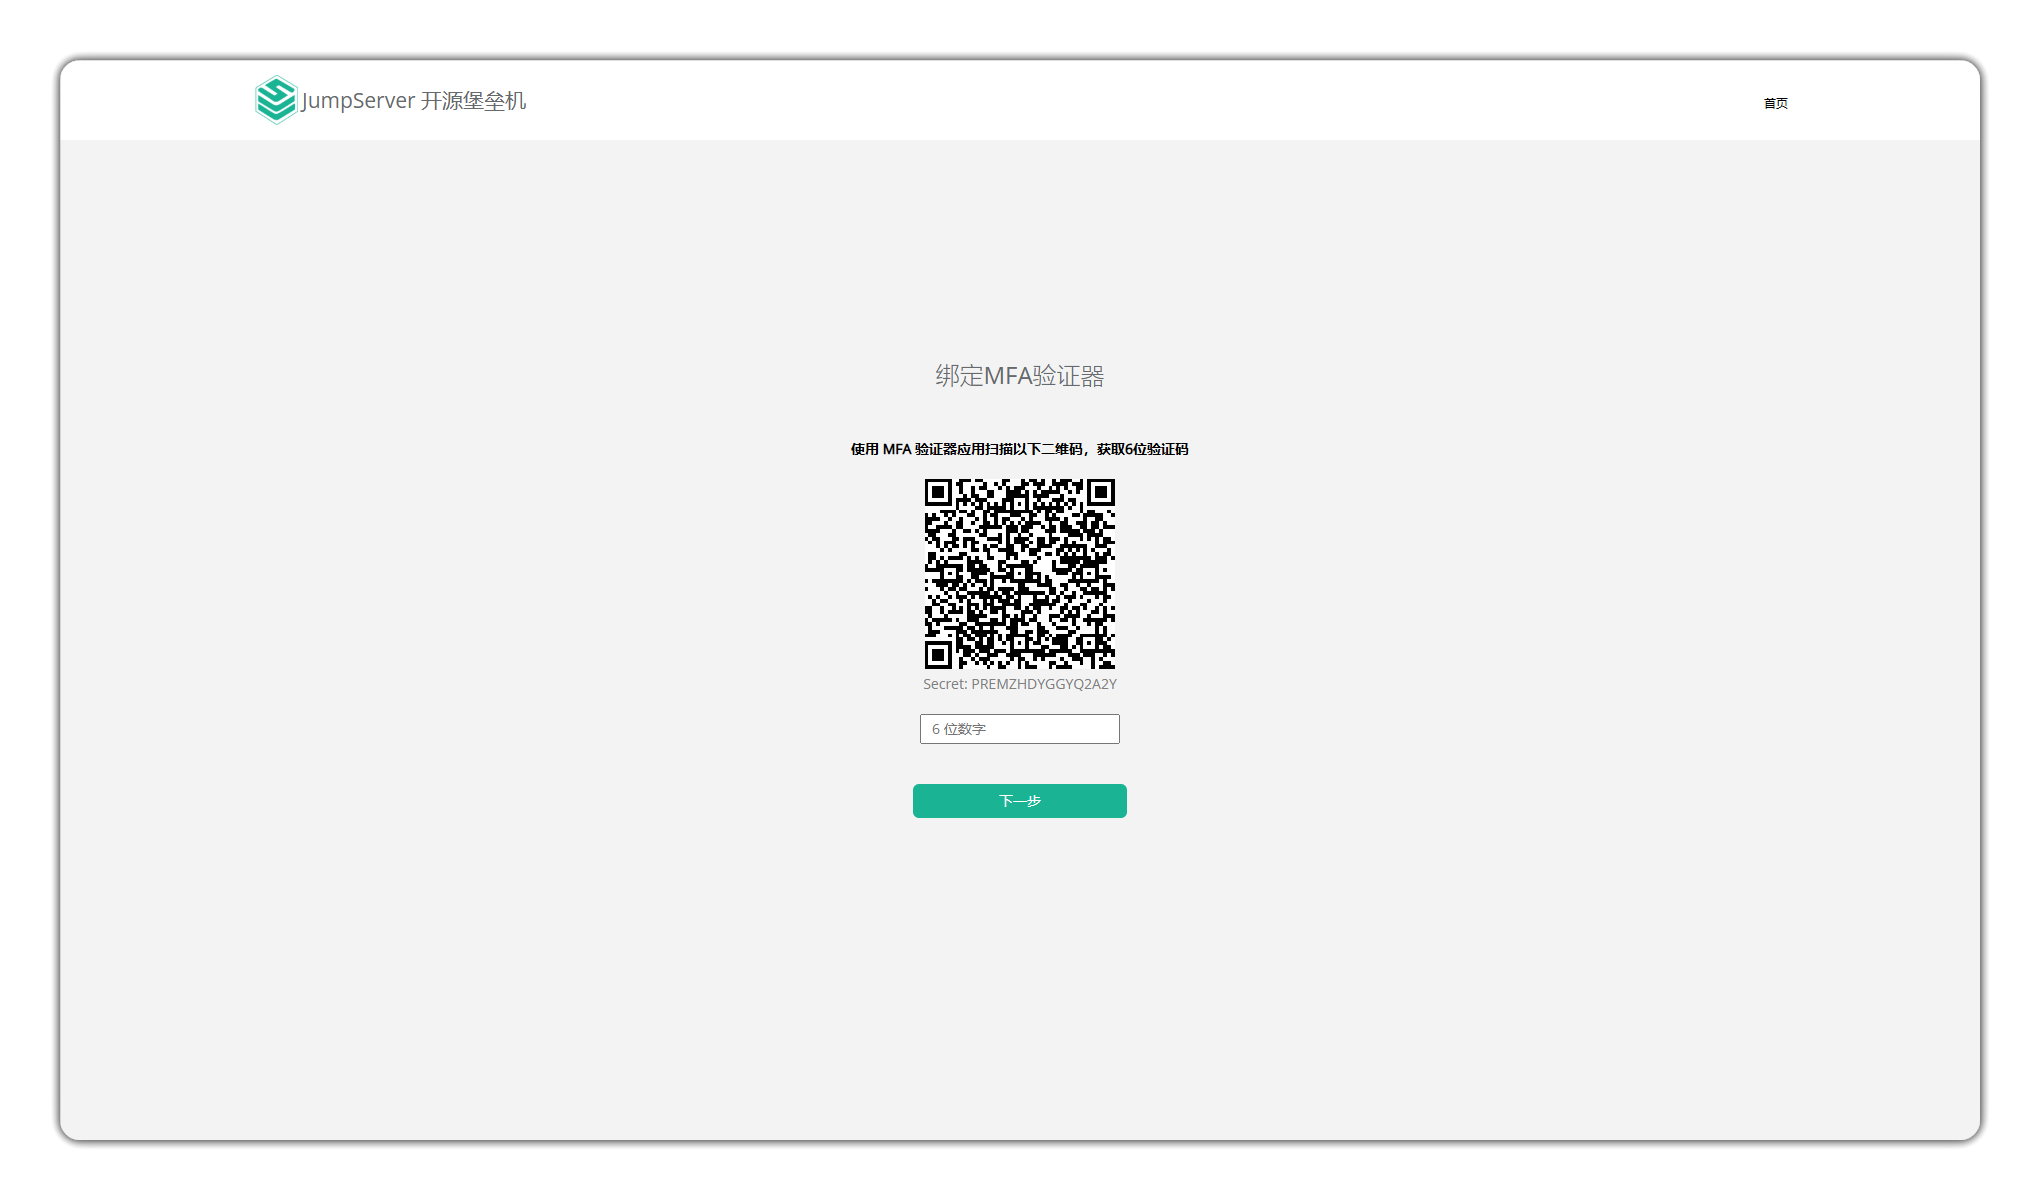 JumpServer 开源堡垒机
首页
绑定MFA验证器
使用 MFA 验证器应用扫描以下二维码，获取6位验证码
Secret: PREMZHDYGGYQ2A2Y
6 位数字
下一步